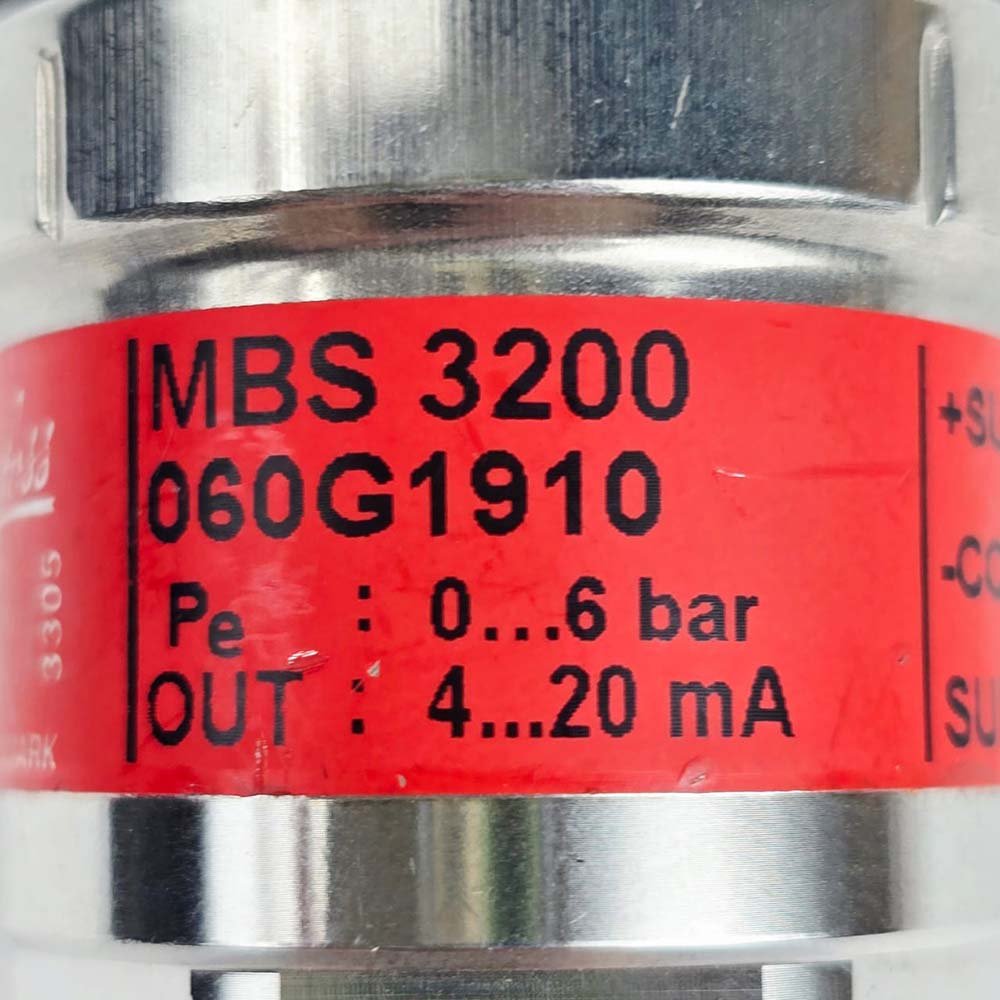 MBS 3200
060G1910
Pe : 0...6 bar
OUT : 4...20 mA
3305